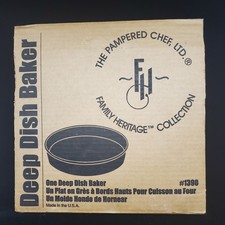 THE PAMPERED CHEF, LTD.®
FH
FAMILY HERITAGE™ COLLECTION
Deep Dish Baker
One Deep Dish Baker #1390
Un Plat en Grès à Bords Hauts Pour Cuisson au Four
Un Molde Rondo de Hornear
Made in the U.S.A.